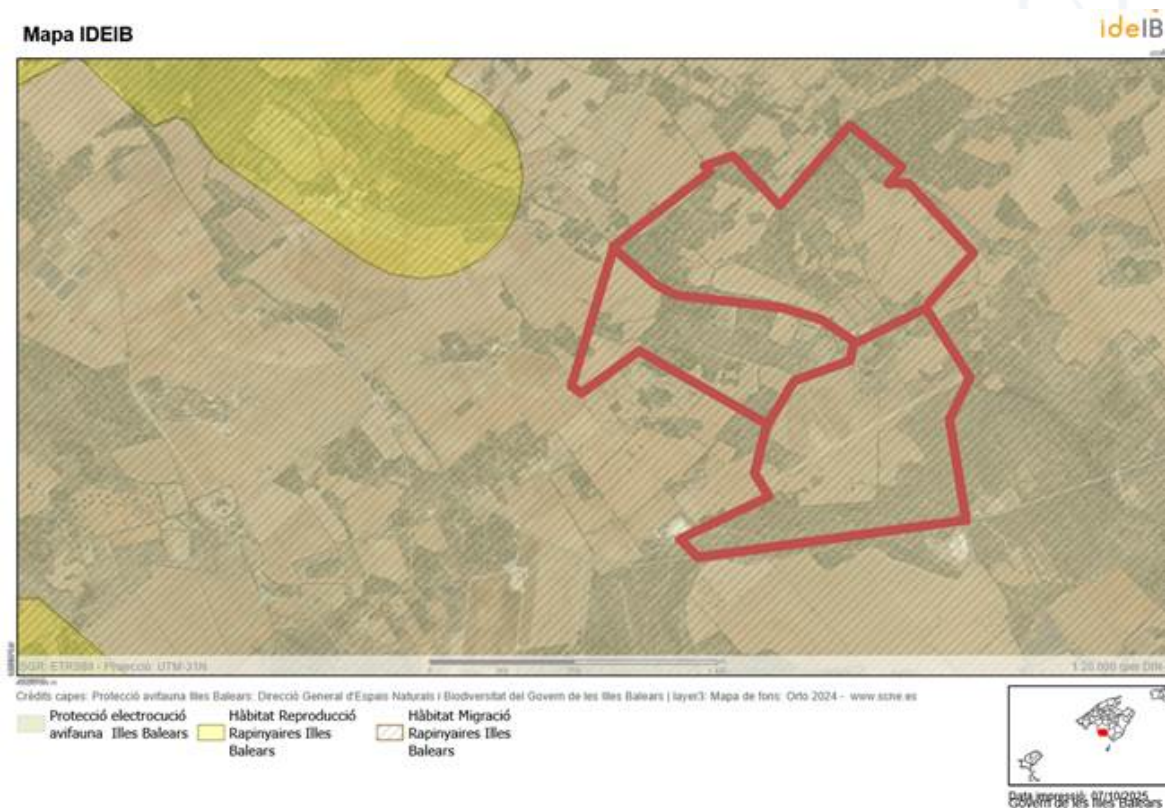 Mapa IDEIB
ideIB
SGR: ETRS89 - Projecció: UTM-31N
Crèdits capes: Protecció avifauna Illes Balears: Direcció General d'Espais Naturals i Biodiversitat del Govern de les Illes Balears | layer3: Mapa de fons: Orto 2024 - www.scne.es
Protecció electrocució
avifauna Illes Balears
Hàbitat Reproducció
Rapinyaires Illes
Balears
Hàbitat Migració
Rapinyaires Illes
Balears
Data impressió: 07/10/2025
Govern de les Illes Balears